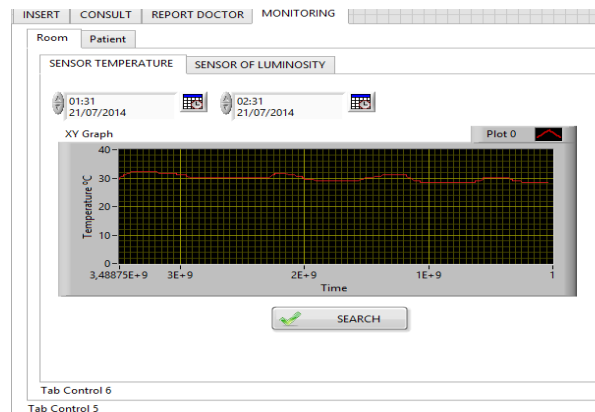 INSERT CONSULT REPORT DOCTOR MONITORING
Room Patient
SENSOR TEMPERATURE SENSOR OF LUMINOSITY
01:31 02:31
21/07/2014 21/07/2014
XY Graph Plot 0
40
30
20
10
0
Temperature ºC
3,48875E+9 3E+9 2E+9 1E+9 1
Time
SEARCH
Tab Control 6
Tab Control 5